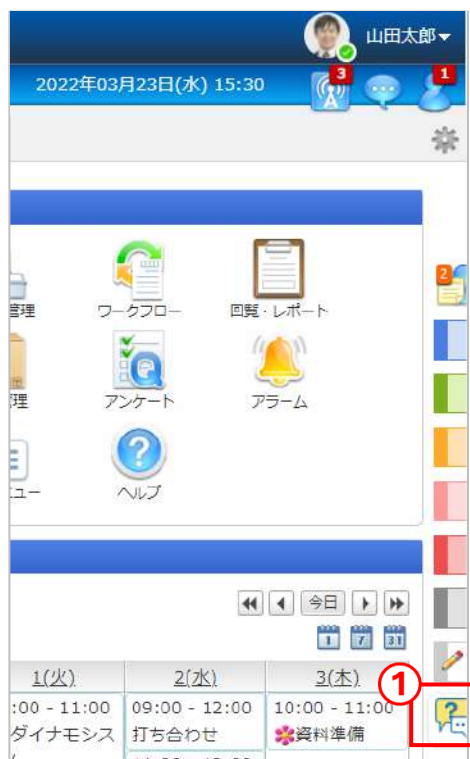 山田太郎▼
2022年03月23日(水) 15:30
3
1
管理
ワークフロー
回覧・レポート
2
理
アンケート
アラーム
ュー
ヘルプ
今日
1
7
31
1(火)
2(水)
3(木)
①
:00 - 11:00
09:00 - 12:00
10:00 - 11:00
ダイナモシス
打ち合わせ
資料準備